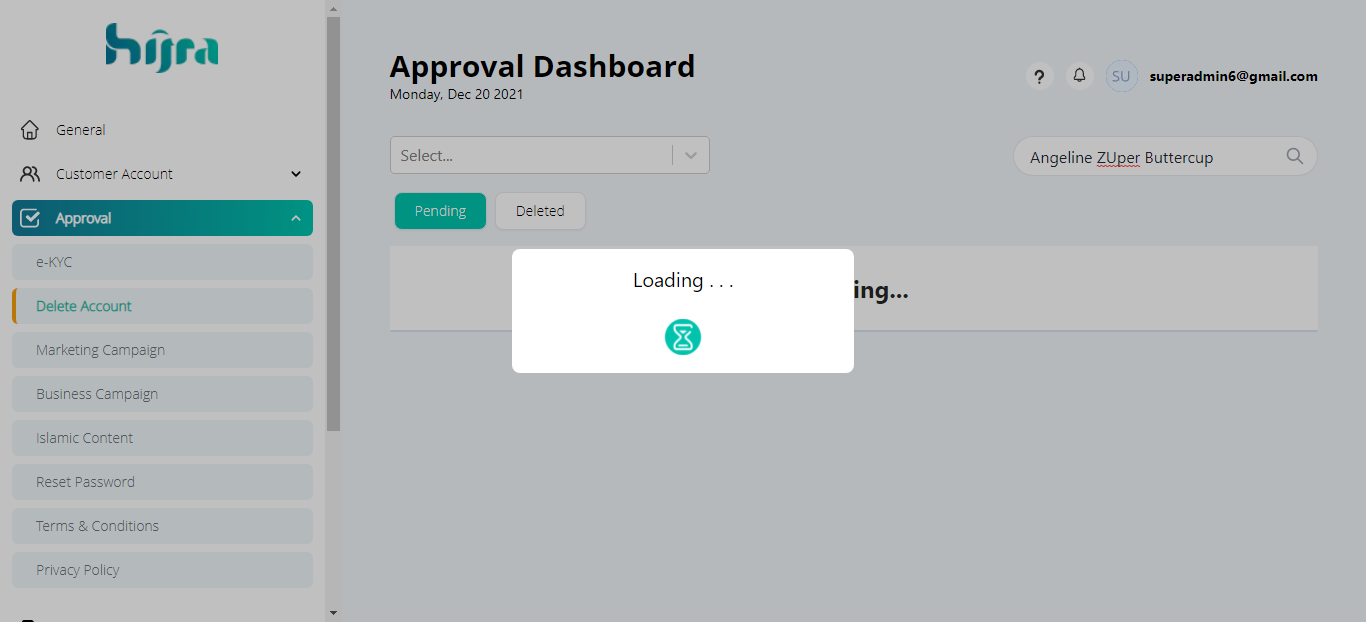 hijra
General
Customer Account
Approval
e-KYC
Delete Account
Marketing Campaign
Business Campaign
Islamic Content
Reset Password
Terms & Conditions
Privacy Policy
Approval Dashboard
Monday, Dec 20 2021
? SU superadmin6@gmail.com
Select...
Angeline ZUper Buttercup
Pending Deleted
ing...
Loading . . .